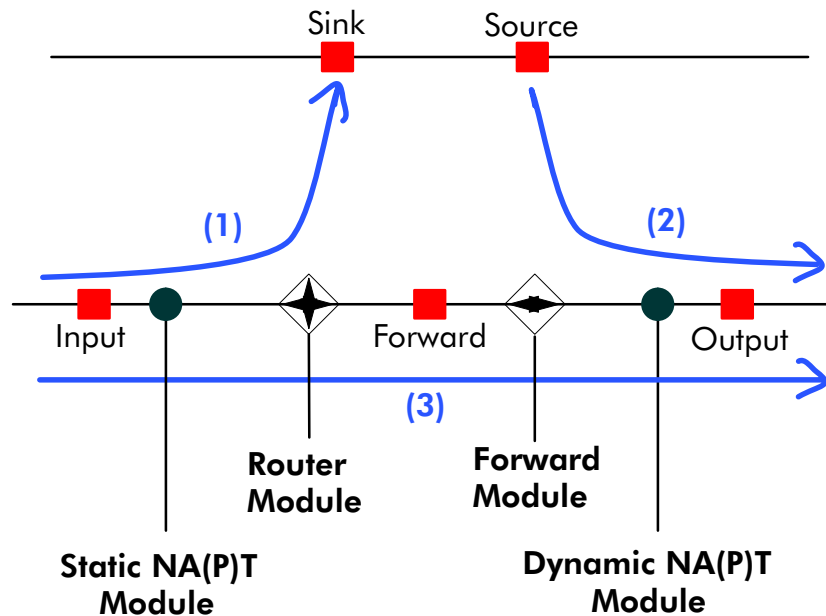 Sink
Source
(1)
(2)
Input
Forward
Output
(3)
Router
Module
Forward
Module
Static NA(P)T
Module
Dynamic NA(P)T
Module